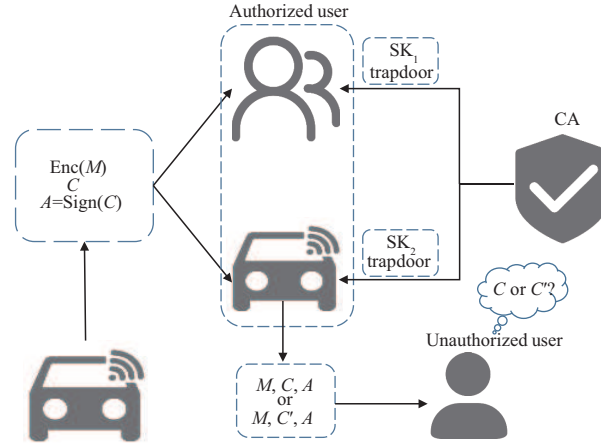 Authorized user
SK₁
trapdoor
CA
Enc(M)
C
A=Sign(C)
SK₂
trapdoor
C or C′?
Unauthorized user
M, C, A
or
M, C′, A